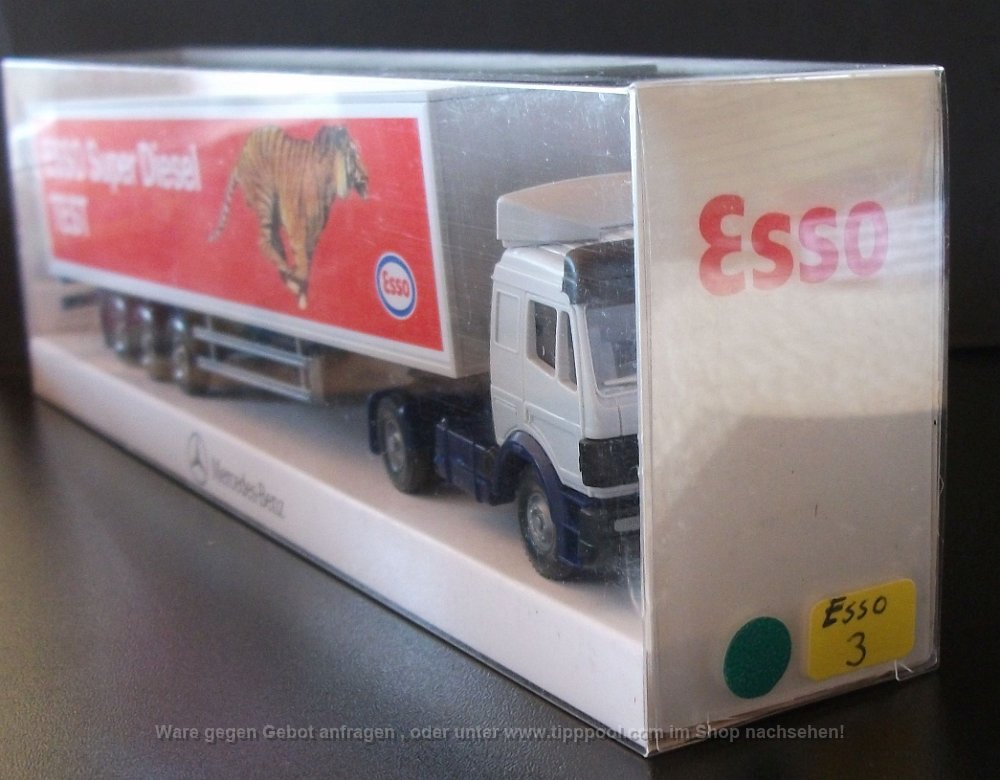 ESSO Super Diesel
TEST
Esso
Esso
Mercedes-Benz
Esso
3
Ware gegen Gebot anfragen , oder unter www.tipppool.com im Shop nachsehen!